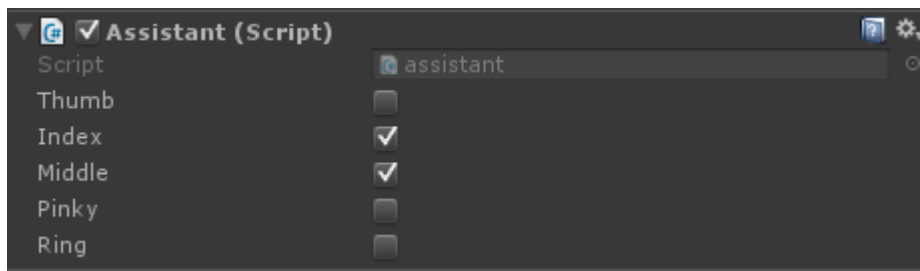 Assistant (Script)
Script assistant
Thumb
Index
Middle
Pinky
Ring